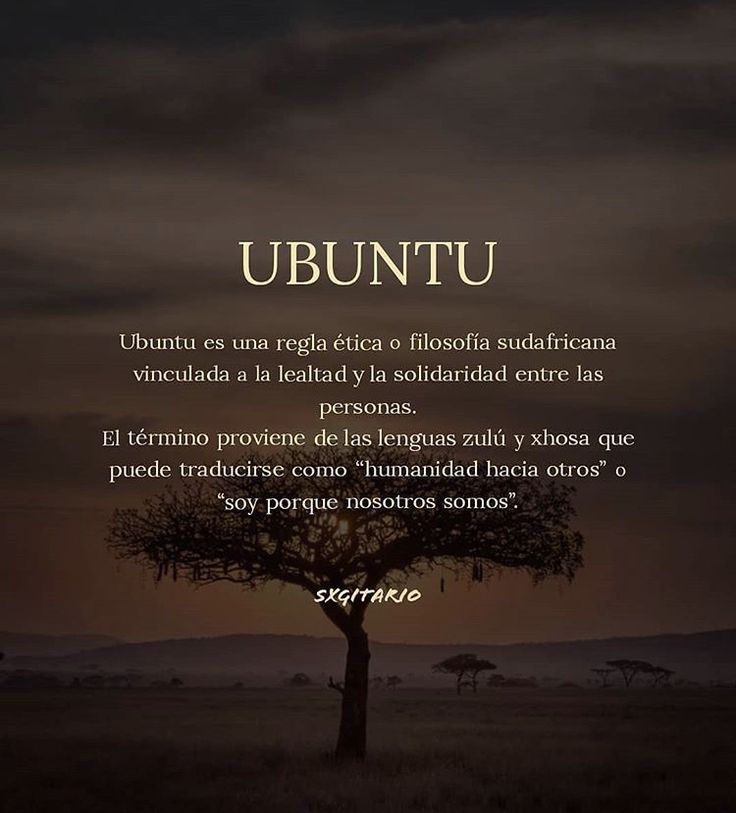 UBUNTU
Ubuntu es una regla ética o filosofía sudafricana
vinculada a la lealtad y la solidaridad entre las
personas.
El término proviene de las lenguas zulú y xhosa que
puede traducirse como “humanidad hacia otros” o
“soy porque nosotros somos”.
SXGITARIO